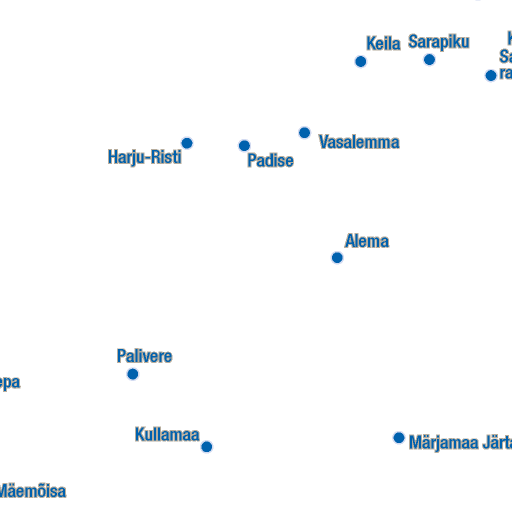 Keila
Sarapiku
Vasalemma
Harju-Risti
Padise
Alema
Palivere
Kullamaa
Märjamaa
Mäemõisa